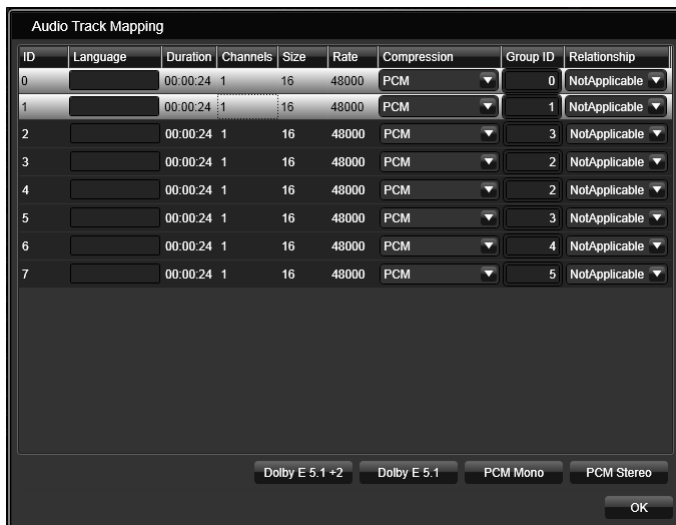 Audio Track Mapping
ID Language Duration Channels Size Rate Compression Group ID Relationship
0 00:00:24 1 16 48000 PCM 0 NotApplicable
1 00:00:24 1 16 48000 PCM 1 NotApplicable
2 00:00:24 1 16 48000 PCM 3 NotApplicable
3 00:00:24 1 16 48000 PCM 2 NotApplicable
4 00:00:24 1 16 48000 PCM 2 NotApplicable
5 00:00:24 1 16 48000 PCM 3 NotApplicable
6 00:00:24 1 16 48000 PCM 4 NotApplicable
7 00:00:24 1 16 48000 PCM 5 NotApplicable
Dolby E 5.1 +2 Dolby E 5.1 PCM Mono PCM Stereo
OK